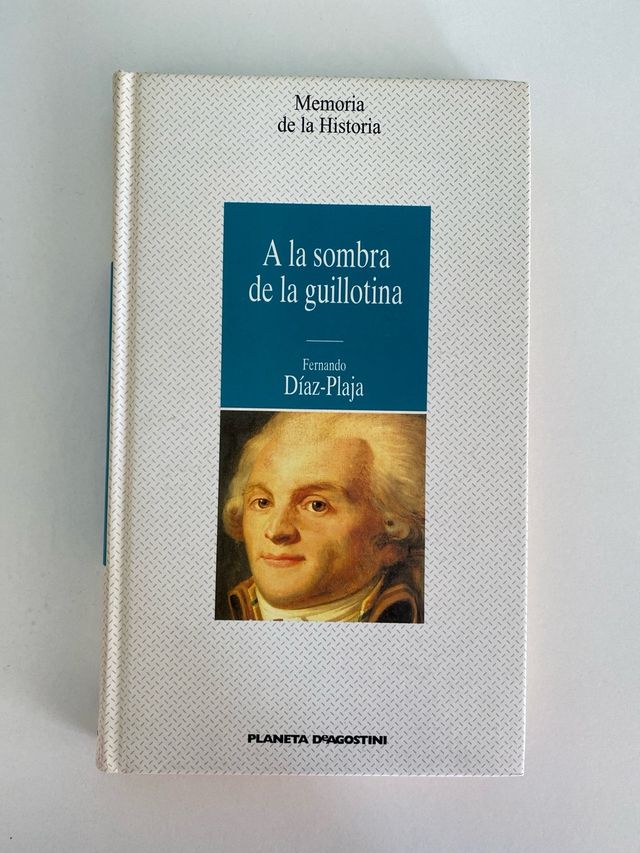 Memoria
de la Historia
A la sombra
de la guillotina
Fernando
Díaz-Plaja
PLANETA DeAGOSTINI